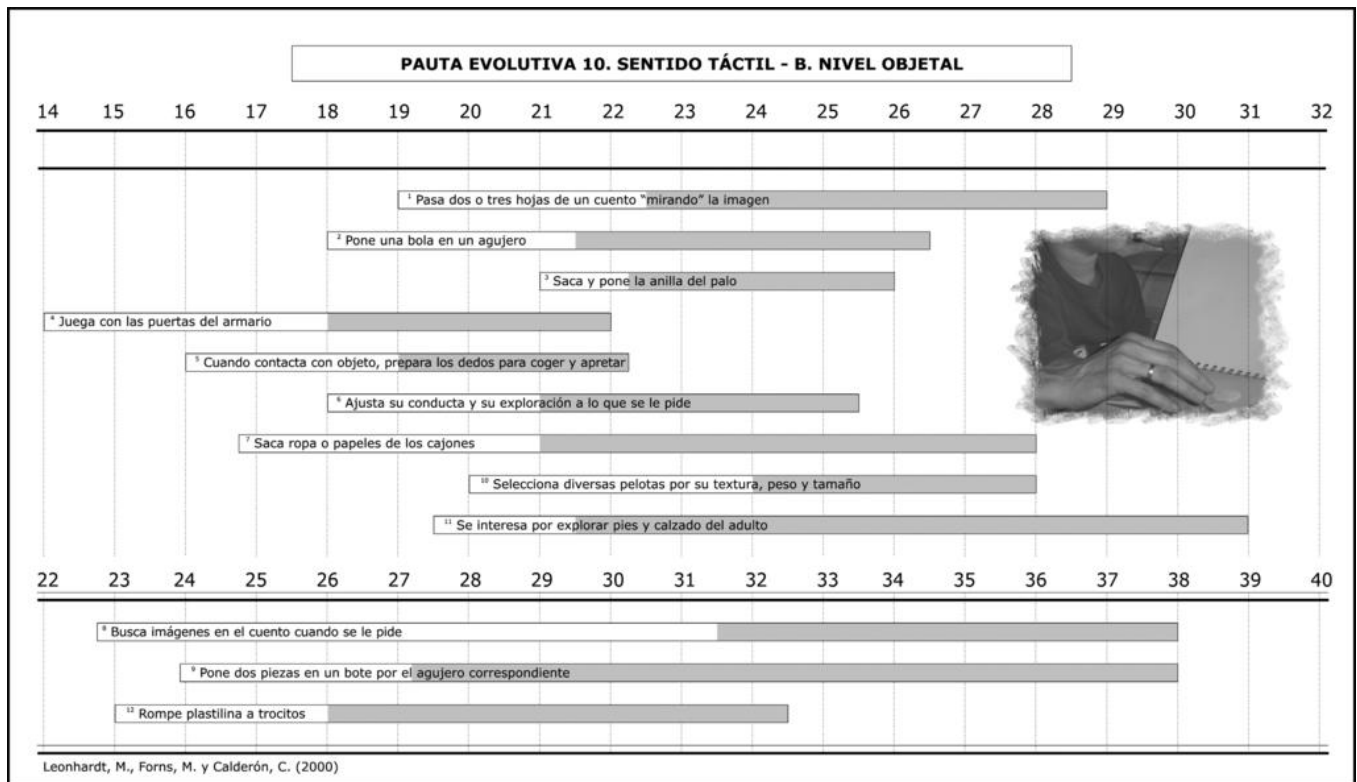 PAUTA EVOLUTIVA 10. SENTIDO TÁCTIL - B. NIVEL OBJETAL
14 15 16 17 18 19 20 21 22 23 24 25 26 27 28 29 30 31 32
¹ Pasa dos o tres hojas de un cuento “mirando” la imagen
² Pone una bola en un agujero
³ Saca y pone la anilla del palo
⁴ Juega con las puertas del armario
⁵ Cuando contacta con objeto, prepara los dedos para coger y apretar
⁶ Ajusta su conducta y su exploración a lo que se le pide
⁷ Saca ropa o papeles de los cajones
¹⁰ Selecciona diversas pelotas por su textura, peso y tamaño
¹¹ Se interesa por explorar pies y calzado del adulto
22 23 24 25 26 27 28 29 30 31 32 33 34 35 36 37 38 39 40
⁸ Busca imágenes en el cuento cuando se le pide
⁹ Pone dos piezas en un bote por el agujero correspondiente
¹² Rompe plastilina a trocitos
Leonhardt, M., Forns, M. y Calderón, C. (2000)